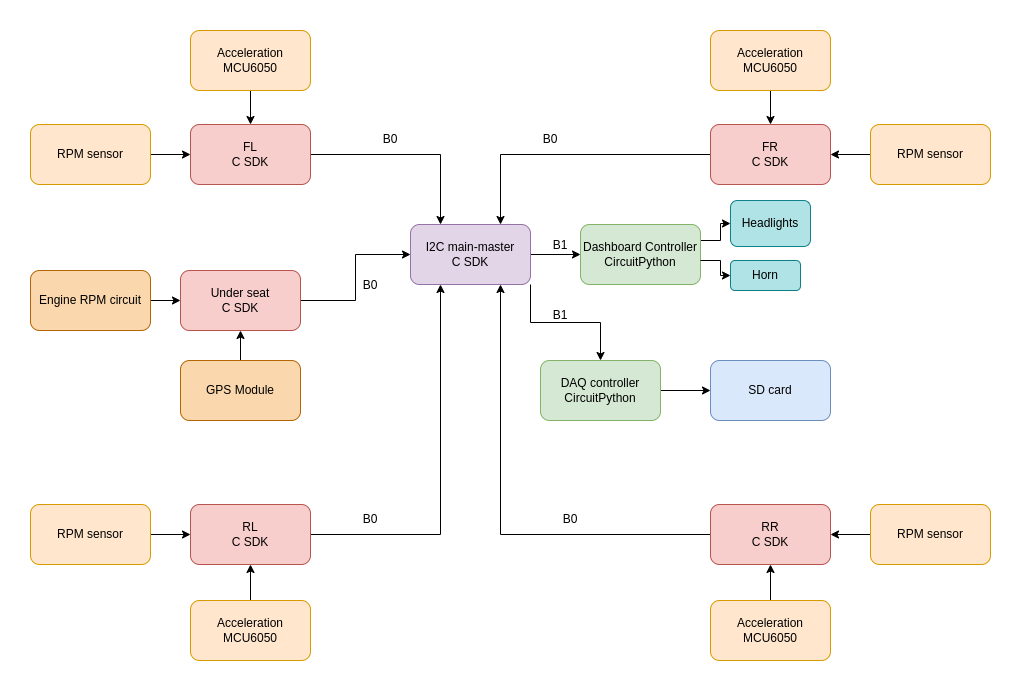 Acceleration
MCU6050
Acceleration
MCU6050
RPM sensor
FL
C SDK
B0
B0
FR
C SDK
RPM sensor
Headlights
I2C main-master
C SDK
B1
Dashboard Controller
CircuitPython
Horn
Engine RPM circuit
Under seat
C SDK
B0
B1
GPS Module
DAQ controller
CircuitPython
SD card
RPM sensor
RL
C SDK
B0
B0
RR
C SDK
RPM sensor
Acceleration
MCU6050
Acceleration
MCU6050